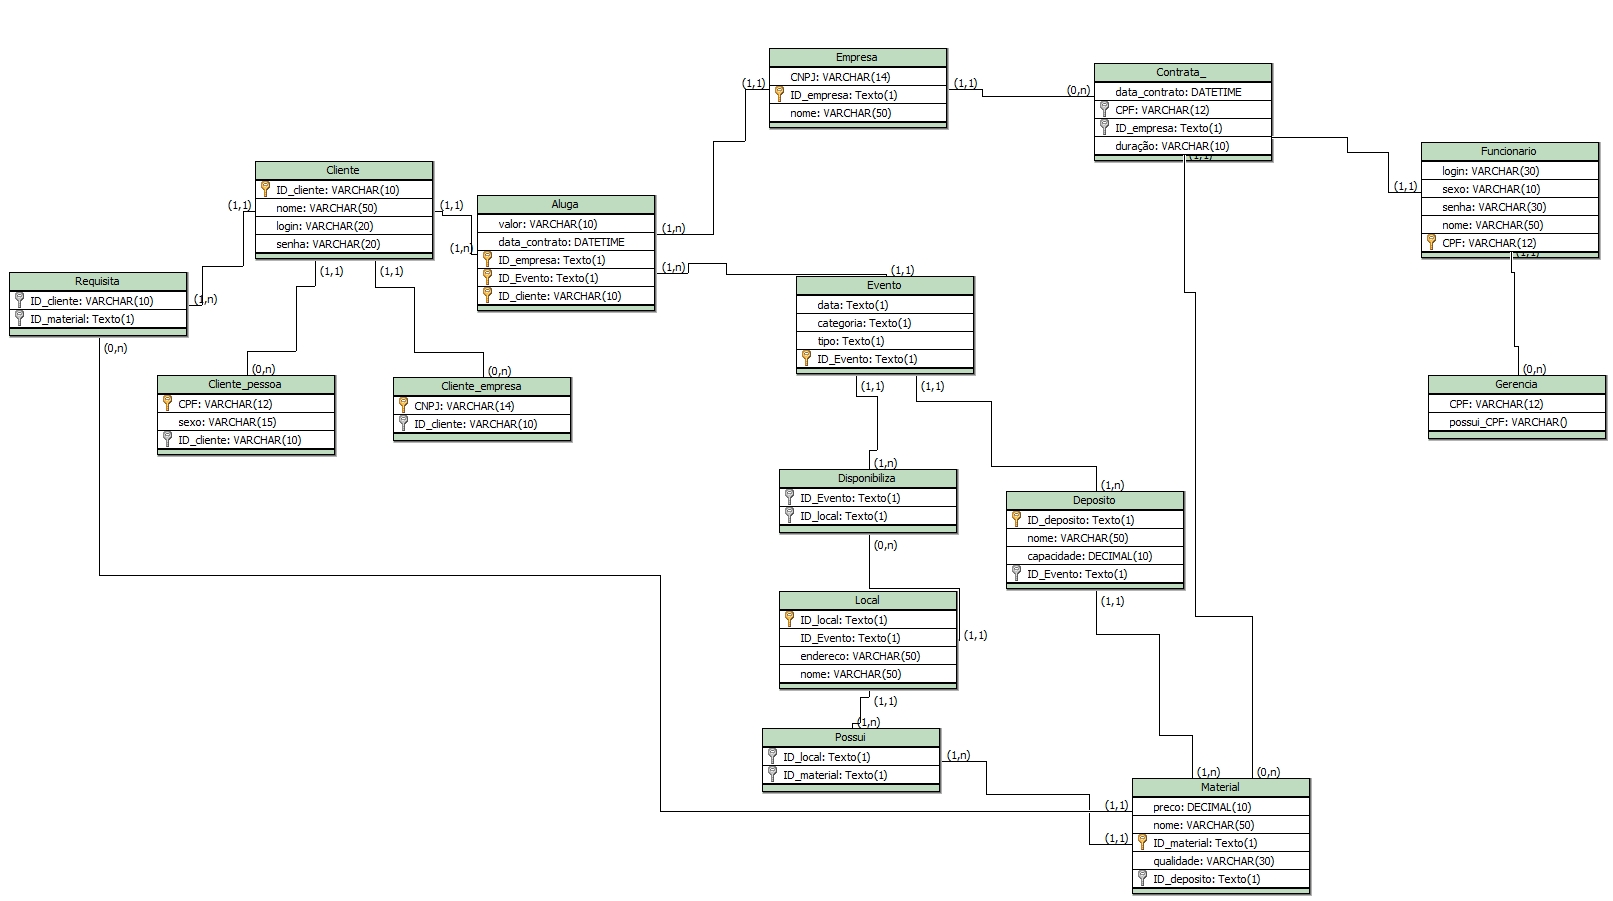 Empresa
CNPJ: VARCHAR(14)
ID_empresa: Texto(1)
nome: VARCHAR(50)
(1,1)
(1,1)
(0,n)
Contrata_
data_contrato: DATETIME
CPF: VARCHAR(12)
ID_empresa: Texto(1)
duração: VARCHAR(10)
(1,1)
(1,1)
Funcionario
login: VARCHAR(30)
sexo: VARCHAR(10)
senha: VARCHAR(30)
nome: VARCHAR(50)
CPF: VARCHAR(12)
(1,1)
Cliente
ID_cliente: VARCHAR(10)
nome: VARCHAR(50)
login: VARCHAR(20)
senha: VARCHAR(20)
(1,1)
(1,1)
(1,n)
(1,1)
(1,1)
Aluga
valor: VARCHAR(10)
data_contrato: DATETIME
ID_empresa: Texto(1)
ID_Evento: Texto(1)
ID_cliente: VARCHAR(10)
(1,n)
(1,n)
Requisita
ID_cliente: VARCHAR(10)
ID_material: Texto(1)
(1,n)
(0,n)
(1,1)
Evento
data: Texto(1)
categoria: Texto(1)
tipo: Texto(1)
ID_Evento: Texto(1)
(1,1)
(1,1)
(0,n)
Cliente_pessoa
CPF: VARCHAR(12)
sexo: VARCHAR(15)
ID_cliente: VARCHAR(10)
(0,n)
Cliente_empresa
CNPJ: VARCHAR(14)
ID_cliente: VARCHAR(10)
(0,n)
Gerencia
CPF: VARCHAR(12)
possui_CPF: VARCHAR()
(1,n)
Disponibiliza
ID_Evento: Texto(1)
ID_local: Texto(1)
(0,n)
(1,n)
Deposito
ID_deposito: Texto(1)
nome: VARCHAR(50)
capacidade: DECIMAL(10)
ID_Evento: Texto(1)
(1,1)
Local
ID_local: Texto(1)
ID_Evento: Texto(1)
endereco: VARCHAR(50)
nome: VARCHAR(50)
(1,1)
(1,1)
(1,n)
Possui
ID_local: Texto(1)
ID_material: Texto(1)
(1,n)
(1,n)
(0,n)
Material
preco: DECIMAL(10)
nome: VARCHAR(50)
ID_material: Texto(1)
qualidade: VARCHAR(30)
ID_deposito: Texto(1)
(1,1)
(1,1)